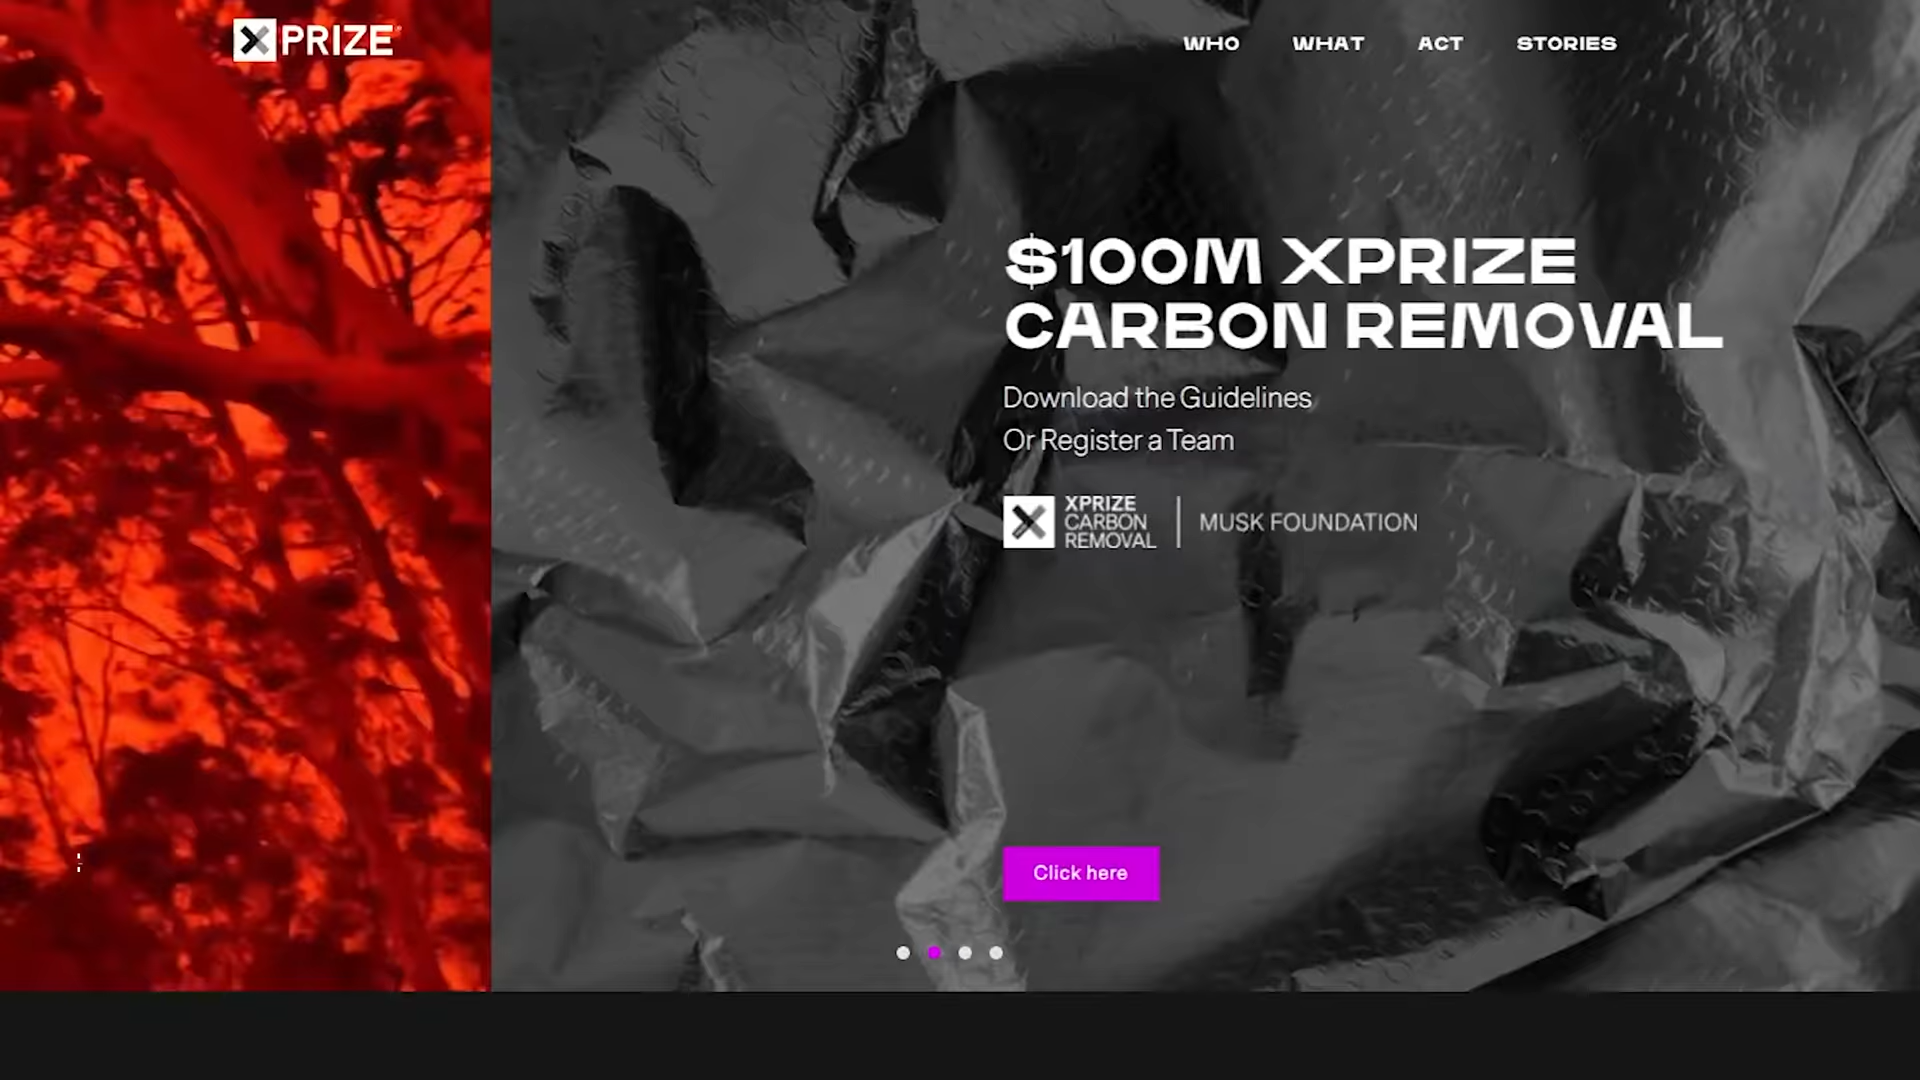 XPRIZE
WHO WHAT ACT STORIES
$100M XPRIZE
CARBON REMOVAL
Download the Guidelines
Or Register a Team
XPRIZE
CARBON
REMOVAL
MUSK FOUNDATION
Click here